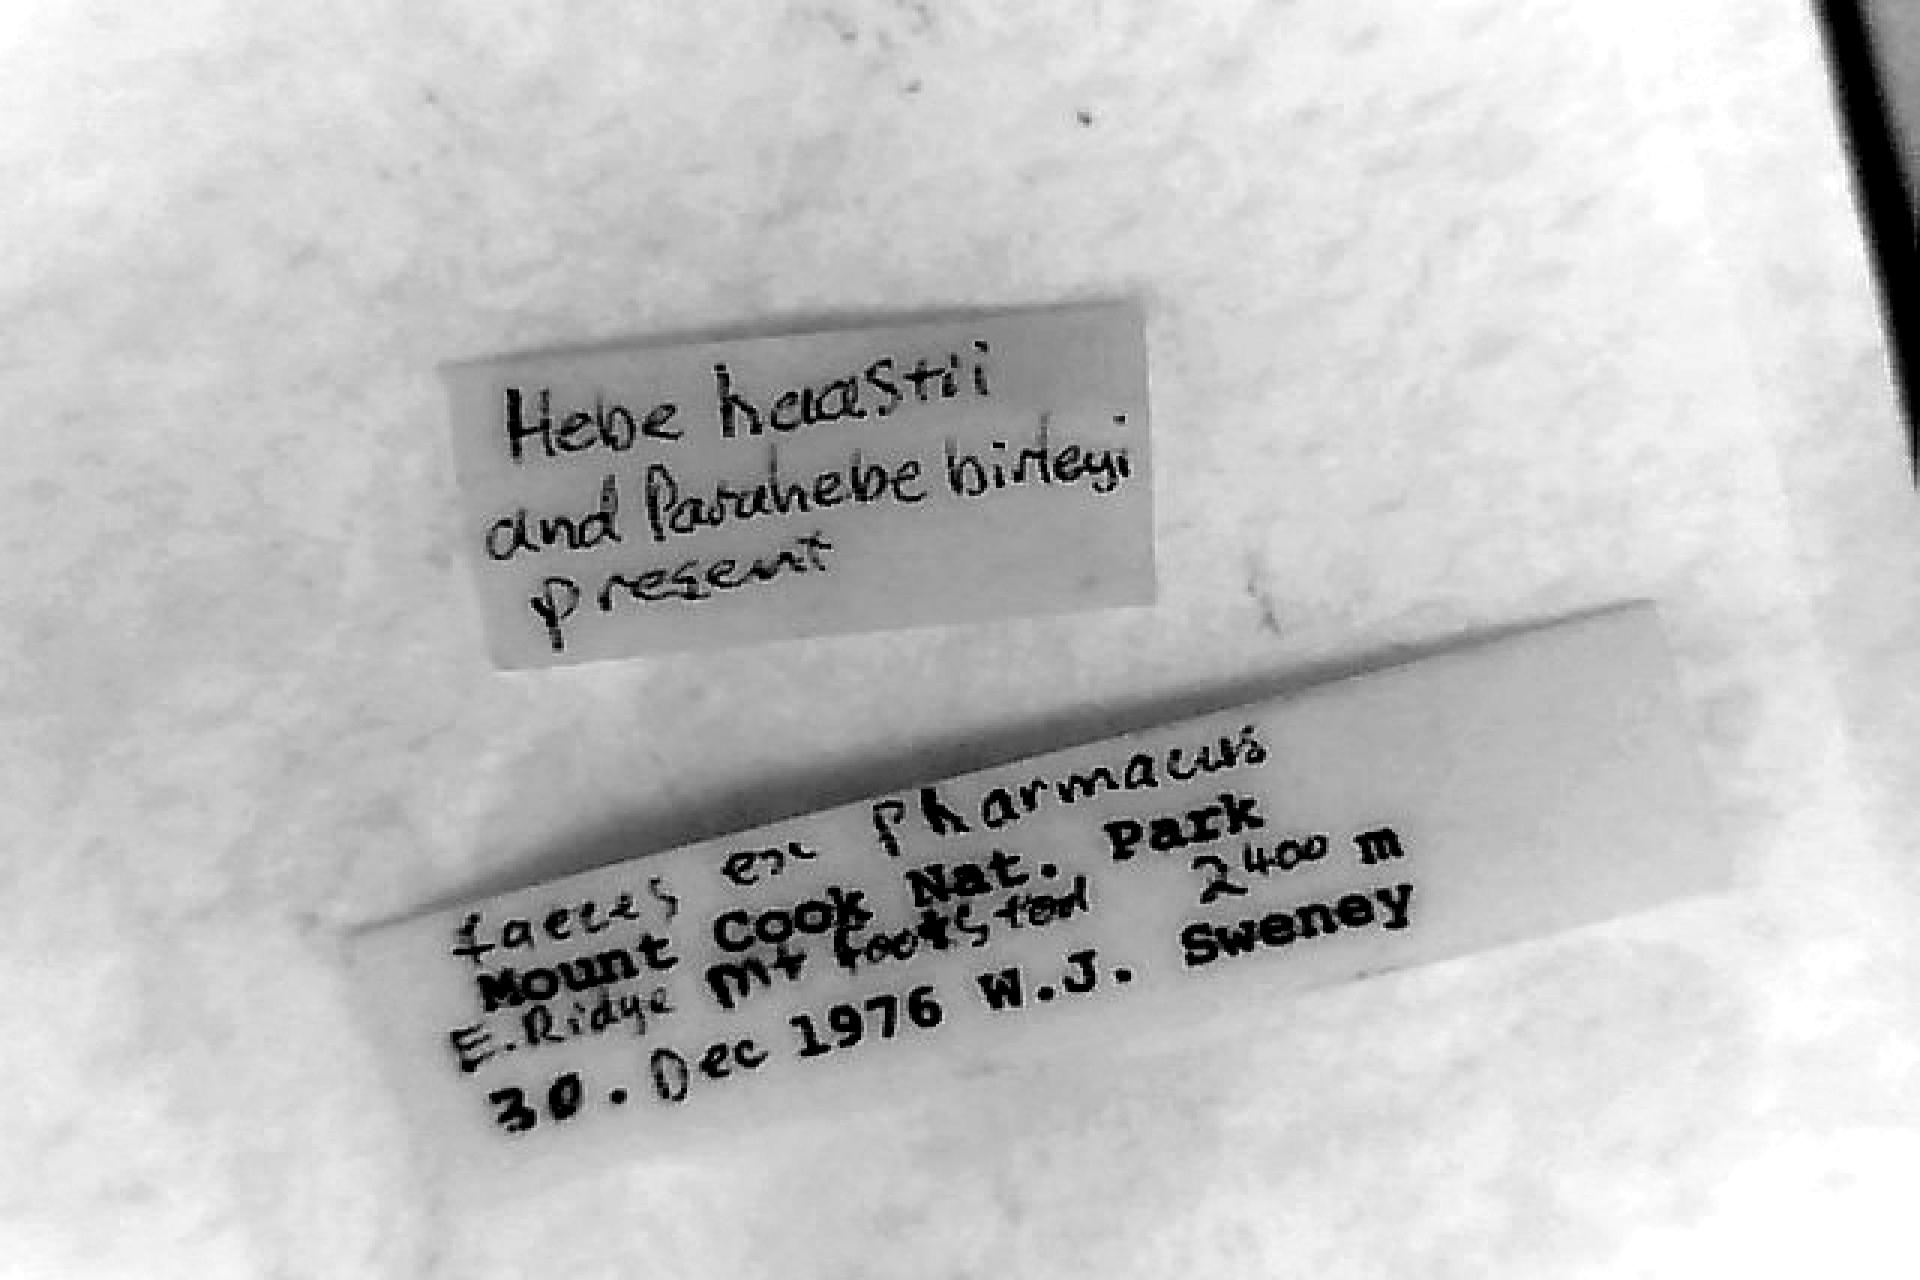 Hebe haastii
and Parahebe birleyi
present
faeces ex Pharmacus
Mount Cook Nat. Park
E. Ridge Mt Footstool 2400 m
30. Dec 1976 W.J. Sweney